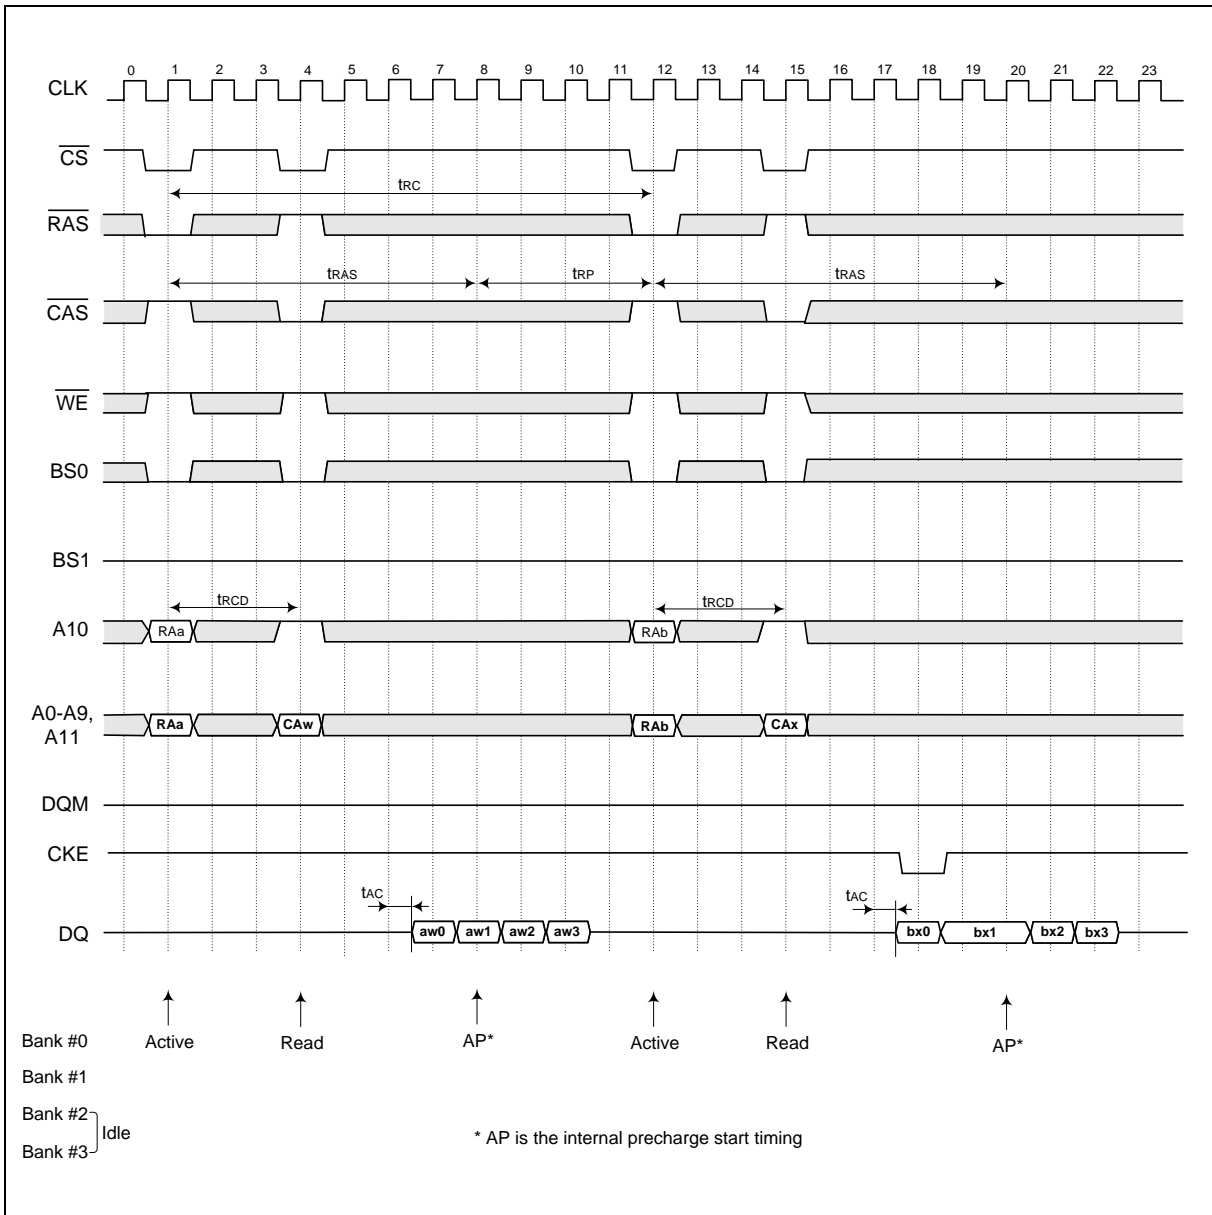 0 1 2 3 4 5 6 7 8 9 10 11 12 13 14 15 16 17 18 19 20 21 22 23
CLK
CS
tRC
RAS
tRAS tRP tRAS
CAS
WE
BS0
BS1
tRCD tRCD
A10 RAa RAb
A0-A9,
A11
RAa CAw RAb CAx
DQM
CKE
tAC tAC
DQ aw0 aw1 aw2 aw3 bx0 bx1 bx2 bx3
Bank #0 Active Read AP* Active Read AP*
Bank #1
Bank #2
Idle
Bank #3
* AP is the internal precharge start timing